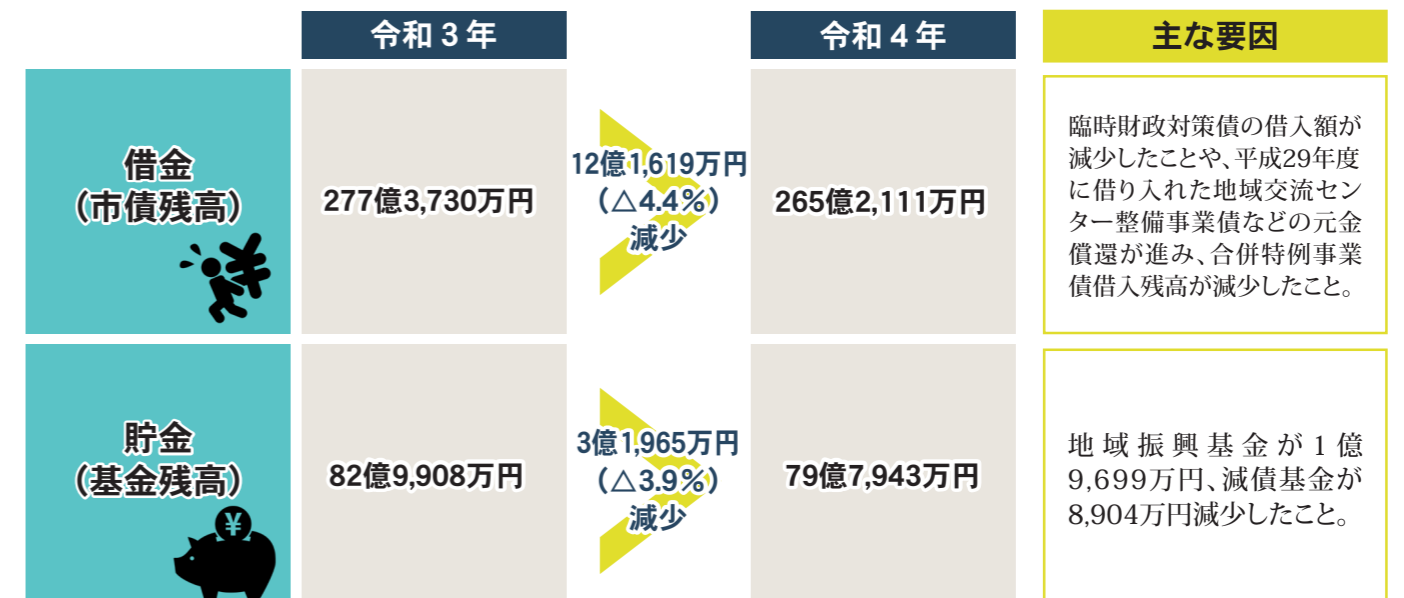 令和3年
令和4年
主な要因
借金
（市債残高）
277億3,730万円
12億1,619万円
（△4.4％）
減少
265億2,111万円
臨時財政対策債の借入額が
減少したことや、平成29年度
に借り入れた地域交流セン
ター整備事業債などの元金
償還が進み、合併特例事業
債借入残高が減少したこと。
貯金
（基金残高）
¥
82億9,908万円
3億1,965万円
（△3.9％）
減少
79億7,943万円
地域振興基金が1億
9,699万円、減債基金が
8,904万円減少したこと。